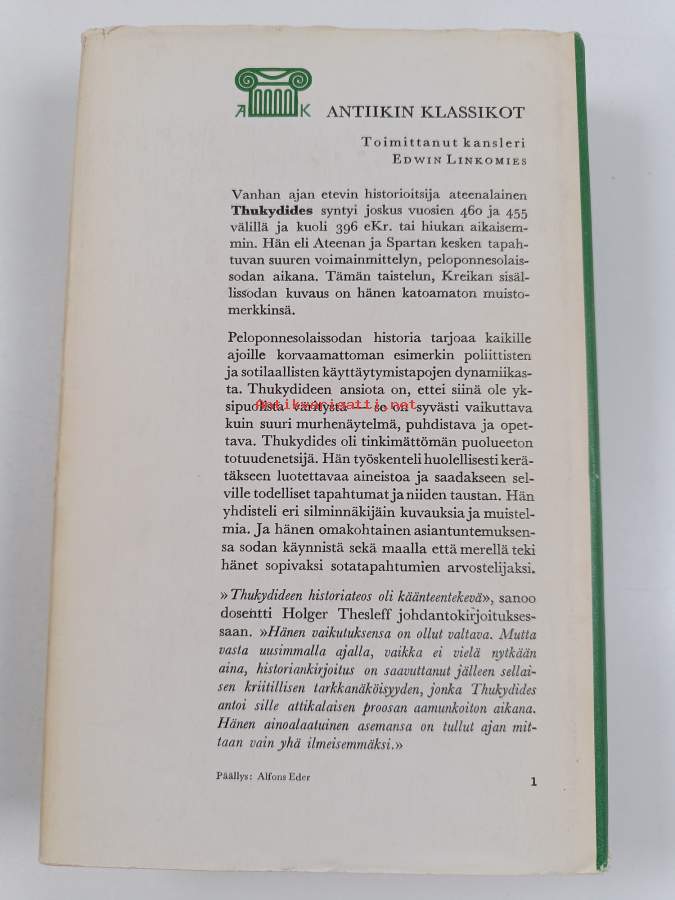 A K ANTIIKIN KLASSIKOT
Toimittanut kansleri
EDWIN LINKOMIES
Vanhan ajan etevin historioitsija ateenalainen
Thukydides syntyi joskus vuosien 460 ja 455
välillä ja kuoli 396 eKr. tai hiukan aikaisem-
min. Hän eli Ateenan ja Spartan kesken tapah-
tuvan suuren voimainmittelyn, peloponnesolais-
sodan aikana. Tämän taistelun, Kreikan sisäl-
lissodan kuvaus on hänen katoamaton muisto-
merkkinsä.
Peloponnesolaissodan historia tarjoaa kaikille
ajoille korvaamattoman esimerkin poliittisten
ja sotilaallisten käyttäytymistapojen dynamiikas-
ta. Thukydideen ansiota on, ettei siinä ole yk-
sipuolista väritystä — se on syvästi vaikuttava
Antikvariaatti.net
kuin suuri murhenäytelmä, puhdistava ja opet-
tava. Thukydides oli tinkimättömän puolueeton
totuudenetsijä. Hän työskenteli huolellisesti kerä-
täkseen luotettavaa aineistoa ja saadakseen sel-
ville todelliset tapahtumat ja niiden taustan. Hän
yhdisteli eri silminnäkijäin kuvauksia ja muistel-
mia. Ja hänen omakohtainen asiantuntemuksen-
sa sodan käynnistä sekä maalla että merellä teki
hänet sopivaksi sotatapahtumien arvostelijaksi.
»Thukydideen historiateos oli käänteentekevä», sanoo
dosentti Holger Thesleff johdantokirjoitukses-
saan. »Hänen vaikutuksensa on ollut valtava. Mutta
vasta uusimmalla ajalla, vaikka ei vielä nytkään
aina, historiankirjoitus on saavuttanut jälleen sellai-
sen kriitillisen tarkkanäköisyyden, jonka Thukydides
antoi sille attikalaisen proosan aamunkoiton aikana.
Hänen ainoalaatuinen asemansa on tullut ajan mit-
taan vain yhä ilmeisemmäksi.»
Päällys: Alfons Eder
1